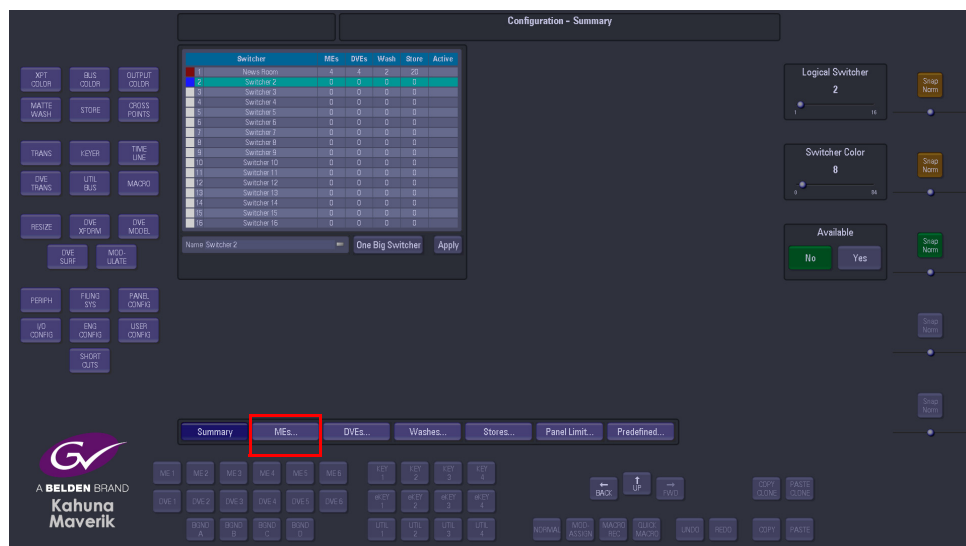 Configuration - Summary
Switcher MEs DVEs Wash Store Active
1 News Room 4 4 2 20
2 Switcher 2 0 0 0 0
3 Switcher 3 0 0 0 0
4 Switcher 4 0 0 0 0
5 Switcher 5 0 0 0 0
6 Switcher 6 0 0 0 0
7 Switcher 7 0 0 0 0
8 Switcher 8 0 0 0 0
9 Switcher 9 0 0 0 0
10 Switcher 10 0 0 0 0
11 Switcher 11 0 0 0 0
12 Switcher 12 0 0 0 0
13 Switcher 13 0 0 0 0
14 Switcher 14 0 0 0 0
15 Switcher 15 0 0 0 0
16 Switcher 16 0 0 0 0
Name Switcher 2 One Big Switcher Apply
XPT COLOR
BUS COLOR
OUTPUT COLOR
MATTE WASH
STORE
CROSS POINTS
TRANS
KEYER
TIME LINE
DVE TRANS
UTIL BUS
MACRO
RESIZE
DVE XFORM
DVE MODEL
DVE SURF
MOD- ULATE
PERIPH
FILING SYS
PANEL CONFIG
I/O CONFIG
ENG CONFIG
USER CONFIG
SHORT CUTS
Logical Switcher
2
1 16
Snap Norm
Switcher Color
8
0 84
Snap Norm
Available
No Yes
Snap Norm
Snap Norm
Snap Norm
Summary MEs... DVEs... Washes... Stores... Panel Limit... Predefined...
GV
A BELDEN BRAND
Kahuna
Maverik
ME 1 ME 2 ME 3 ME 4 ME 5 ME 6
DVE 1 DVE 2 DVE 3 DVE 4 DVE 5 DVE 6
BGND A
BGND B
BGND C
BGND D
KEY 1
KEY 2
KEY 3
KEY 4
eKEY 1
eKEY 2
eKEY 3
eKEY 4
UTIL 1
UTIL 2
UTIL 3
UTIL 4
BACK UP FWD
COPY CLONE
PASTE CLONE
NORMAL
MOD- ASSIGN
MACRO REC
QUICK MACRO
UNDO REDO COPY PASTE